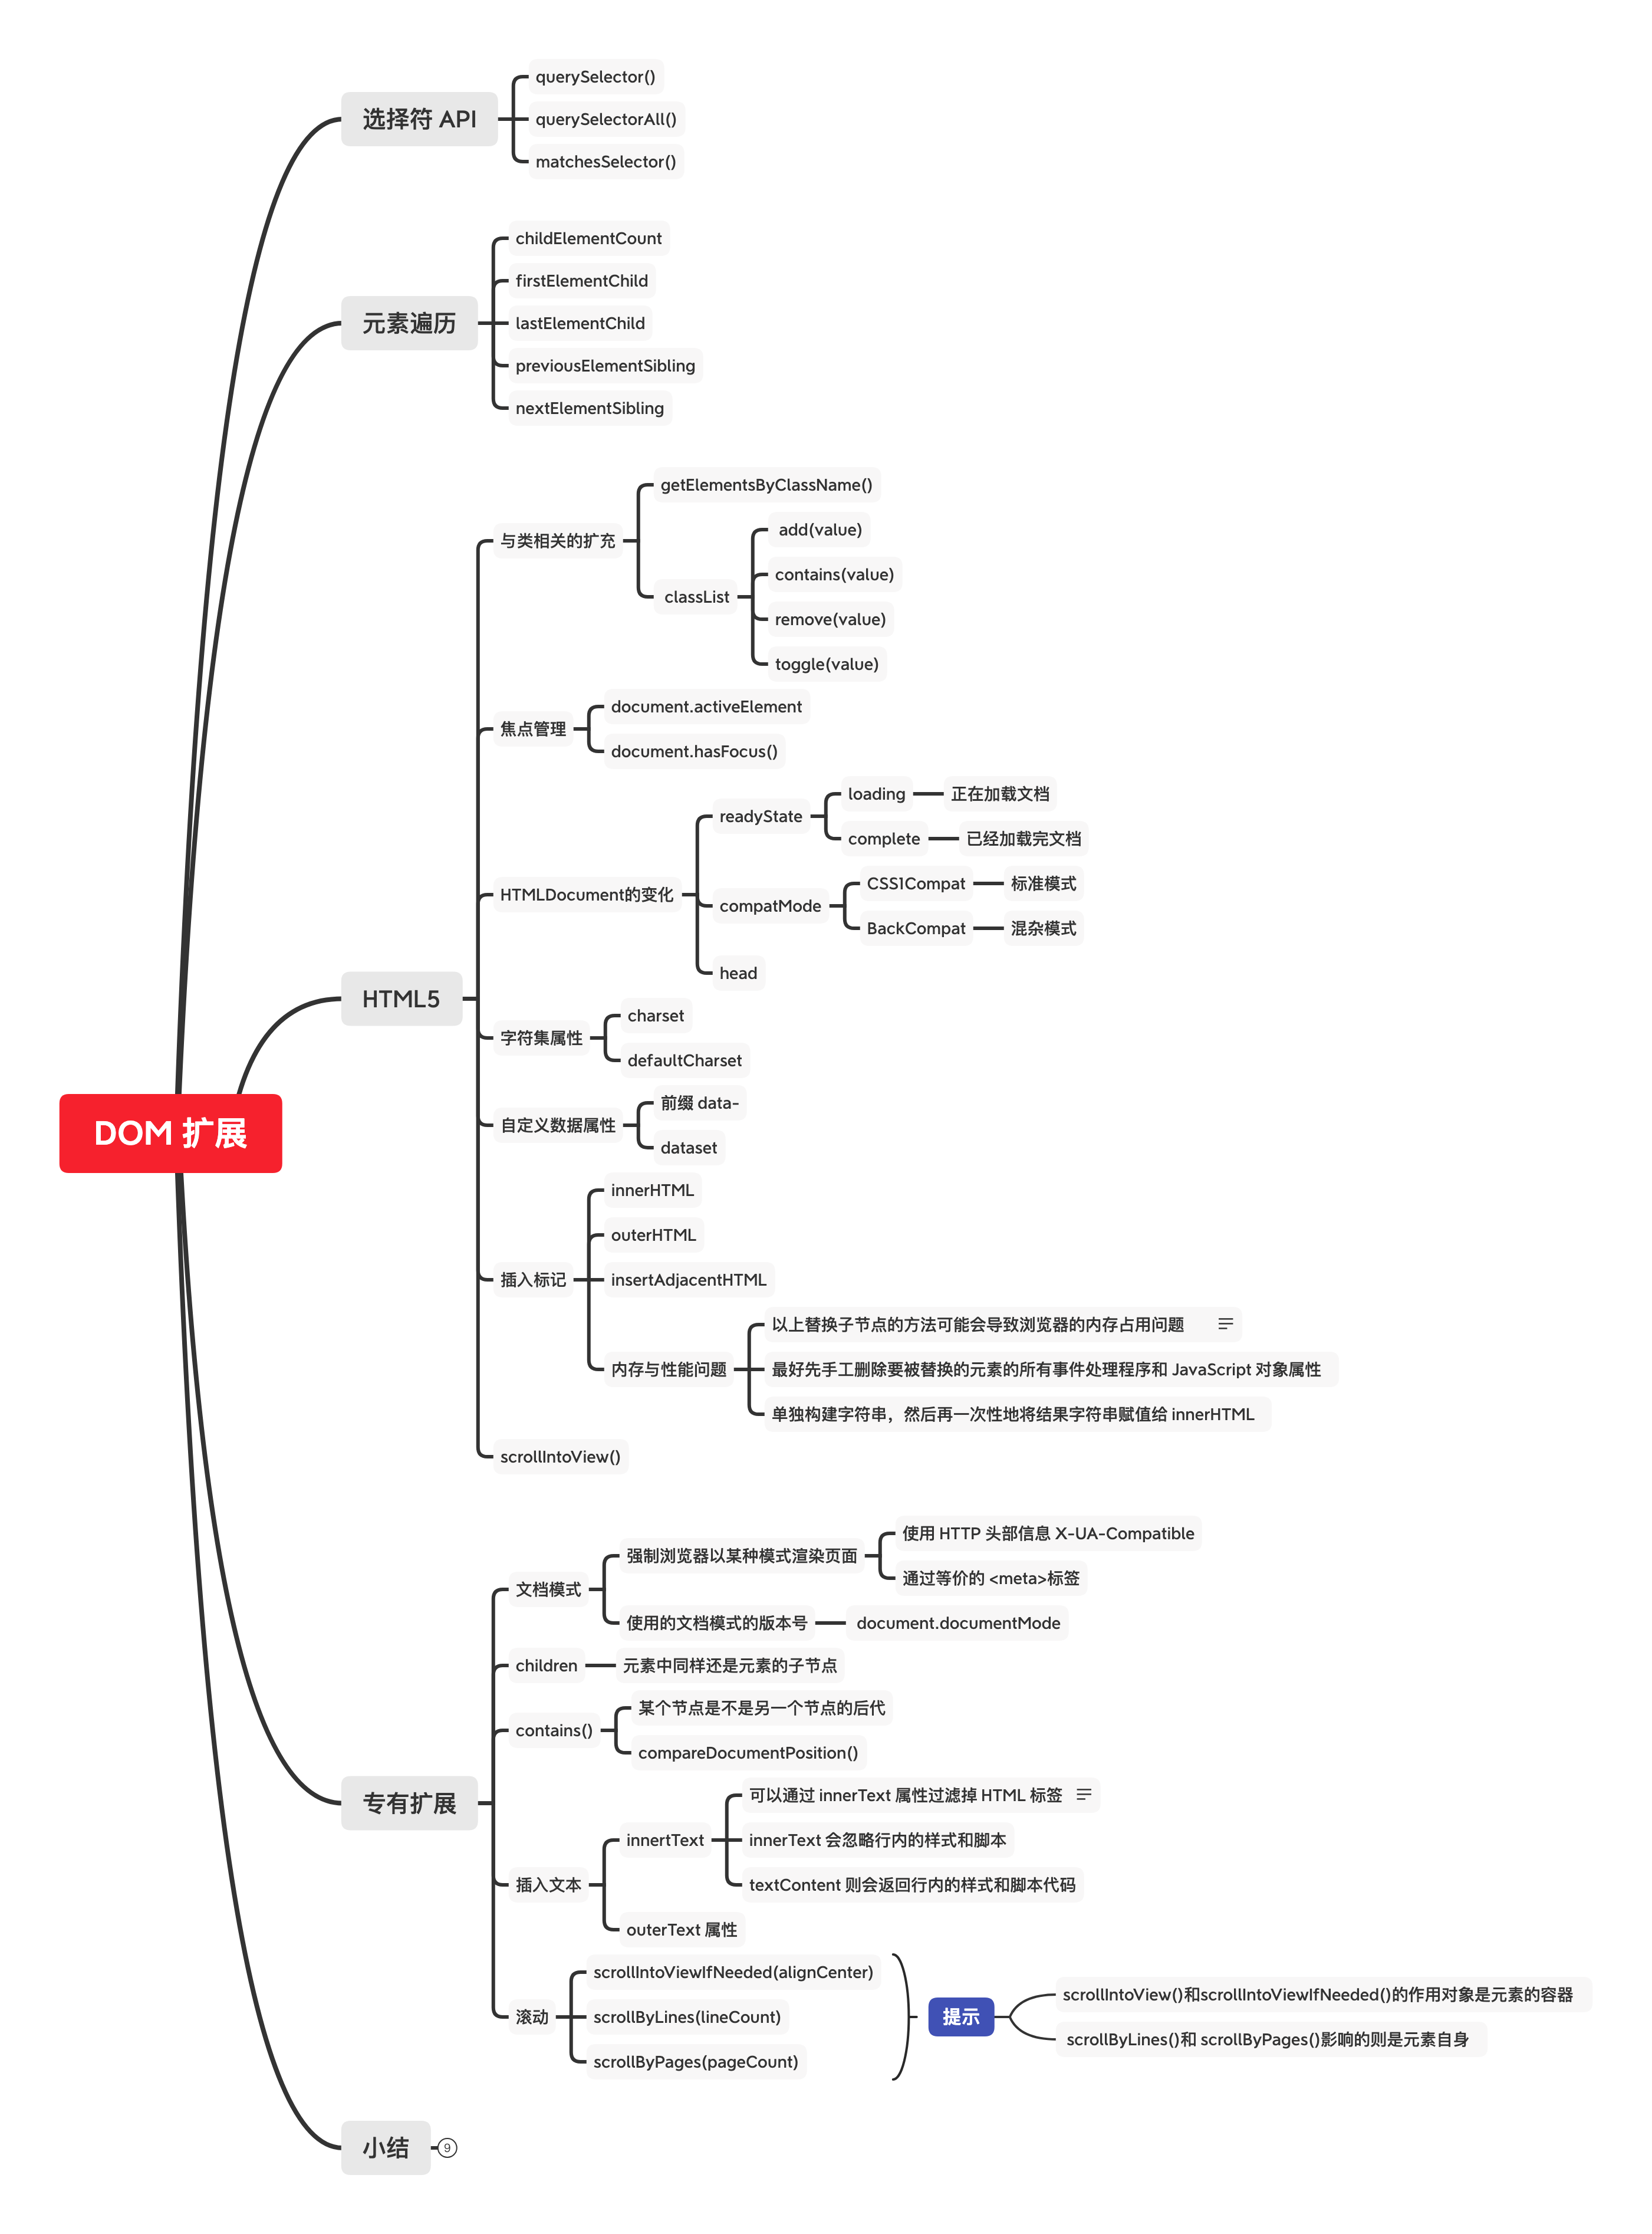 DOM 扩展
选择符 API
querySelector()
querySelectorAll()
matchesSelector()
元素遍历
childElementCount
firstElementChild
lastElementChild
previousElementSibling
nextElementSibling
HTML5
与类相关的扩充
getElementsByClassName()
classList
add(value)
contains(value)
remove(value)
toggle(value)
焦点管理
document.activeElement
document.hasFocus()
HTMLDocument的变化
readyState
loading
正在加载文档
complete
已经加载完文档
compatMode
CSS1Compat
标准模式
BackCompat
混杂模式
head
字符集属性
charset
defaultCharset
自定义数据属性
前缀 data-
dataset
插入标记
innerHTML
outerHTML
insertAdjacentHTML
内存与性能问题
以上替换子节点的方法可能会导致浏览器的内存占用问题
最好先手工删除要被替换的元素的所有事件处理程序和 JavaScript 对象属性
单独构建字符串，然后再一次性地将结果字符串赋值给 innerHTML
scrollIntoView()
专有扩展
文档模式
强制浏览器以某种模式渲染页面
使用 HTTP 头部信息 X-UA-Compatible
通过等价的 <meta>标签
使用的文档模式的版本号
document.documentMode
children
元素中同样还是元素的子节点
contains()
某个节点是不是另一个节点的后代
compareDocumentPosition()
插入文本
innertText
可以通过 innerText 属性过滤掉 HTML 标签
innerText 会忽略行内的样式和脚本
textContent 则会返回行内的样式和脚本代码
outerText 属性
滚动
scrollIntoViewIfNeeded(alignCenter)
scrollByLines(lineCount)
scrollByPages(pageCount)
提示
scrollIntoView()和scrollIntoViewIfNeeded()的作用对象是元素的容器
scrollByLines()和 scrollByPages()影响的则是元素自身
小结
9